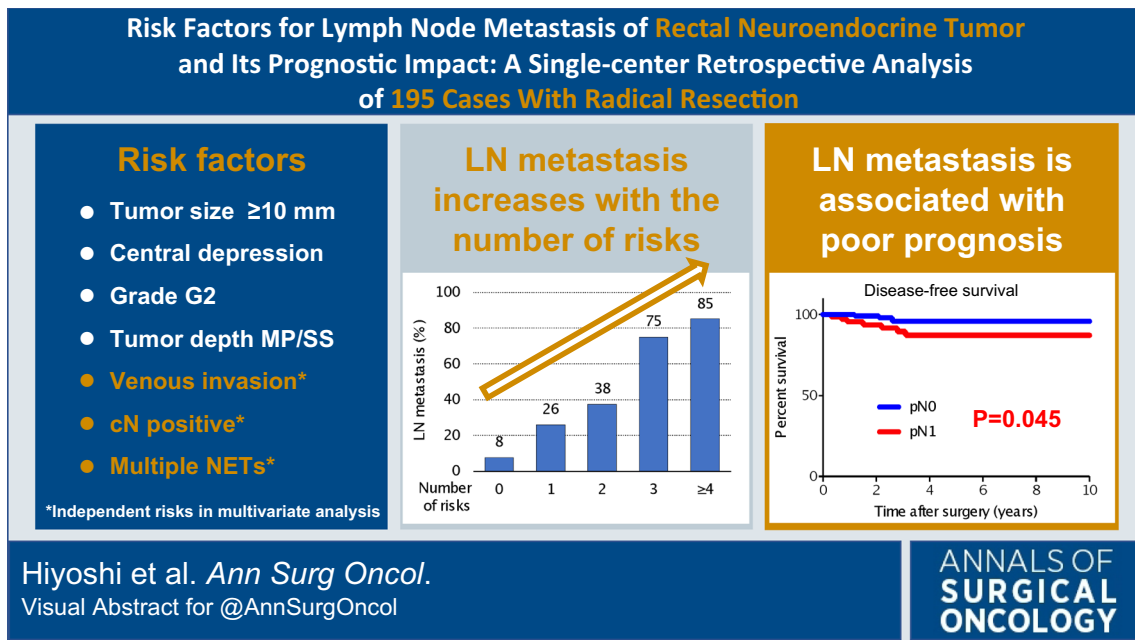 Risk Factors for Lymph Node Metastasis of Rectal Neuroendocrine Tumor
and Its Prognostic Impact: A Single-center Retrospective Analysis
of 195 Cases With Radical Resection
Risk factors
● Tumor size ≥10 mm
● Central depression
● Grade G2
● Tumor depth MP/SS
● Venous invasion*
● cN positive*
● Multiple NETs*
*Independent risks in multivariate analysis
LN metastasis
increases with the
number of risks
LN metastasis (%)
100
80
60
40
20
0
8
26
38
75
85
Number
of risks
0 1 2 3 ≥4
LN metastasis is
associated with
poor prognosis
Disease-free survival
Percent survival
100
50
0
pN0
pN1
P=0.045
0 2 4 6 8 10
Time after surgery (years)
Hiyoshi et al. Ann Surg Oncol.
Visual Abstract for @AnnSurgOncol
ANNALS OF
SURGICAL
ONCOLOGY